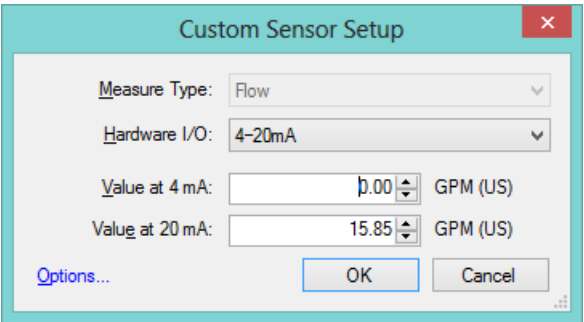 Custom Sensor Setup
Measure Type: Flow
Hardware I/O: 4-20mA
Value at 4 mA: 0.00 GPM (US)
Value at 20 mA: 15.85 GPM (US)
Options... OK Cancel